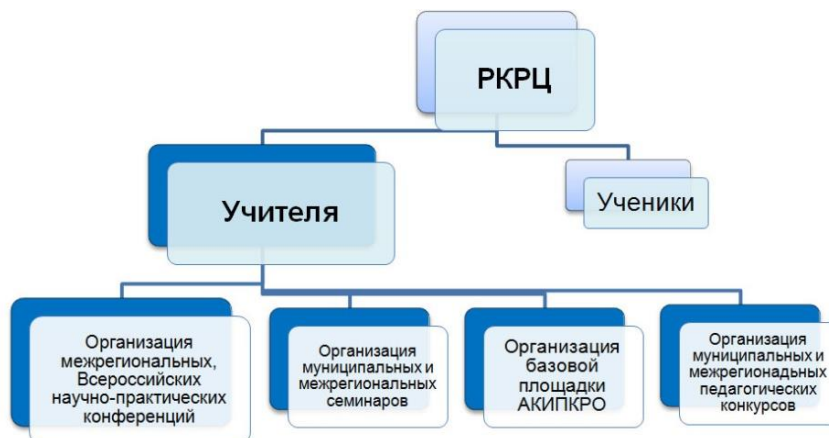 РКРЦ
Учителя
Ученики
Организация
межрегиональных,
Всероссийских
научно-практических
конференций
Организация
муниципальных и
межрегиональных
семинаров
Организация
базовой
площадки
АКИПКРО
Организация
муниципальных и
межрегионадьных
педагогических
конкурсов